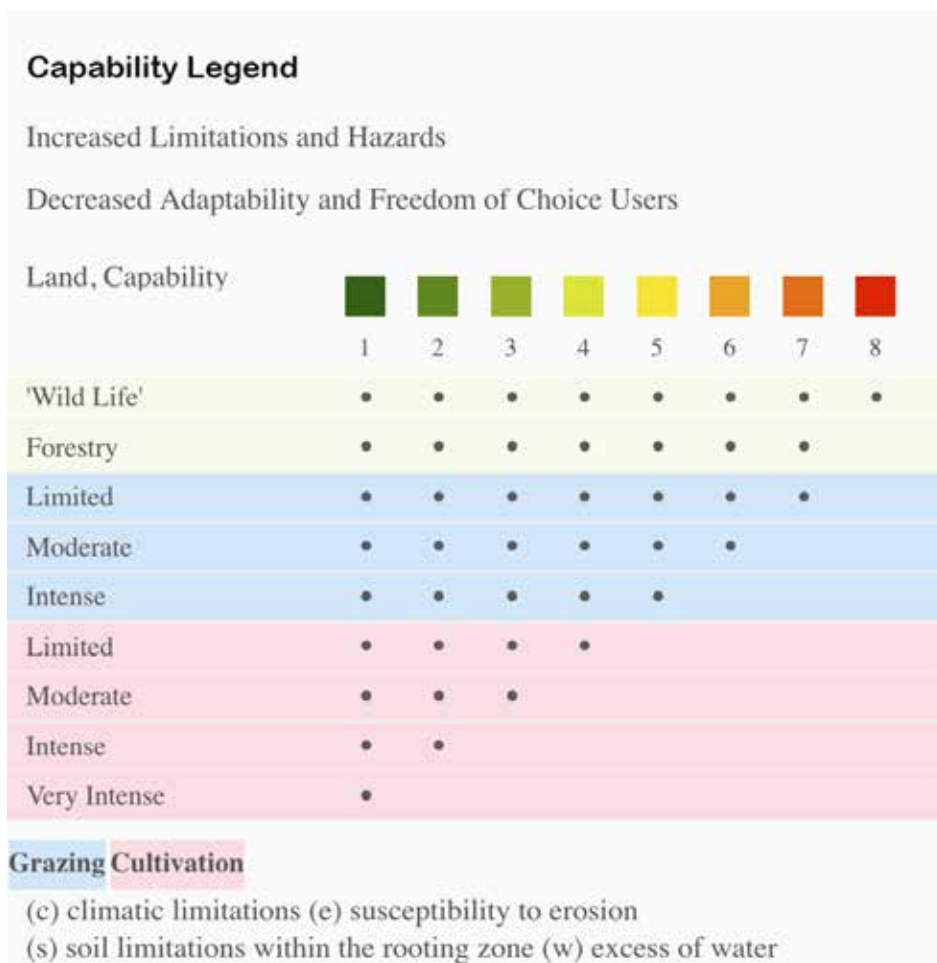 Capability Legend
Increased Limitations and Hazards
Decreased Adaptability and Freedom of Choice Users
Land, Capability
1 2 3 4 5 6 7 8
'Wild Life' • • • • • • • •
Forestry • • • • • • •
Limited • • • • • • •
Moderate • • • • • •
Intense • • • • •
Limited • • • •
Moderate • • •
Intense • •
Very Intense •
Grazing Cultivation
(c) climatic limitations (e) susceptibility to erosion
(s) soil limitations within the rooting zone (w) excess of water